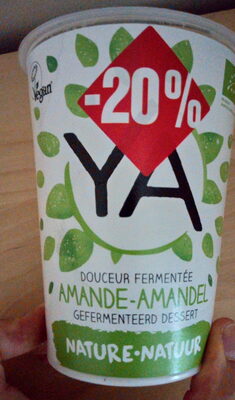 Vegan
-20%
YA
DOUCEUR FERMENTÉE
AMANDE-AMANDEL
GEFERMENTEERD DESSERT
NATURE•NATUUR